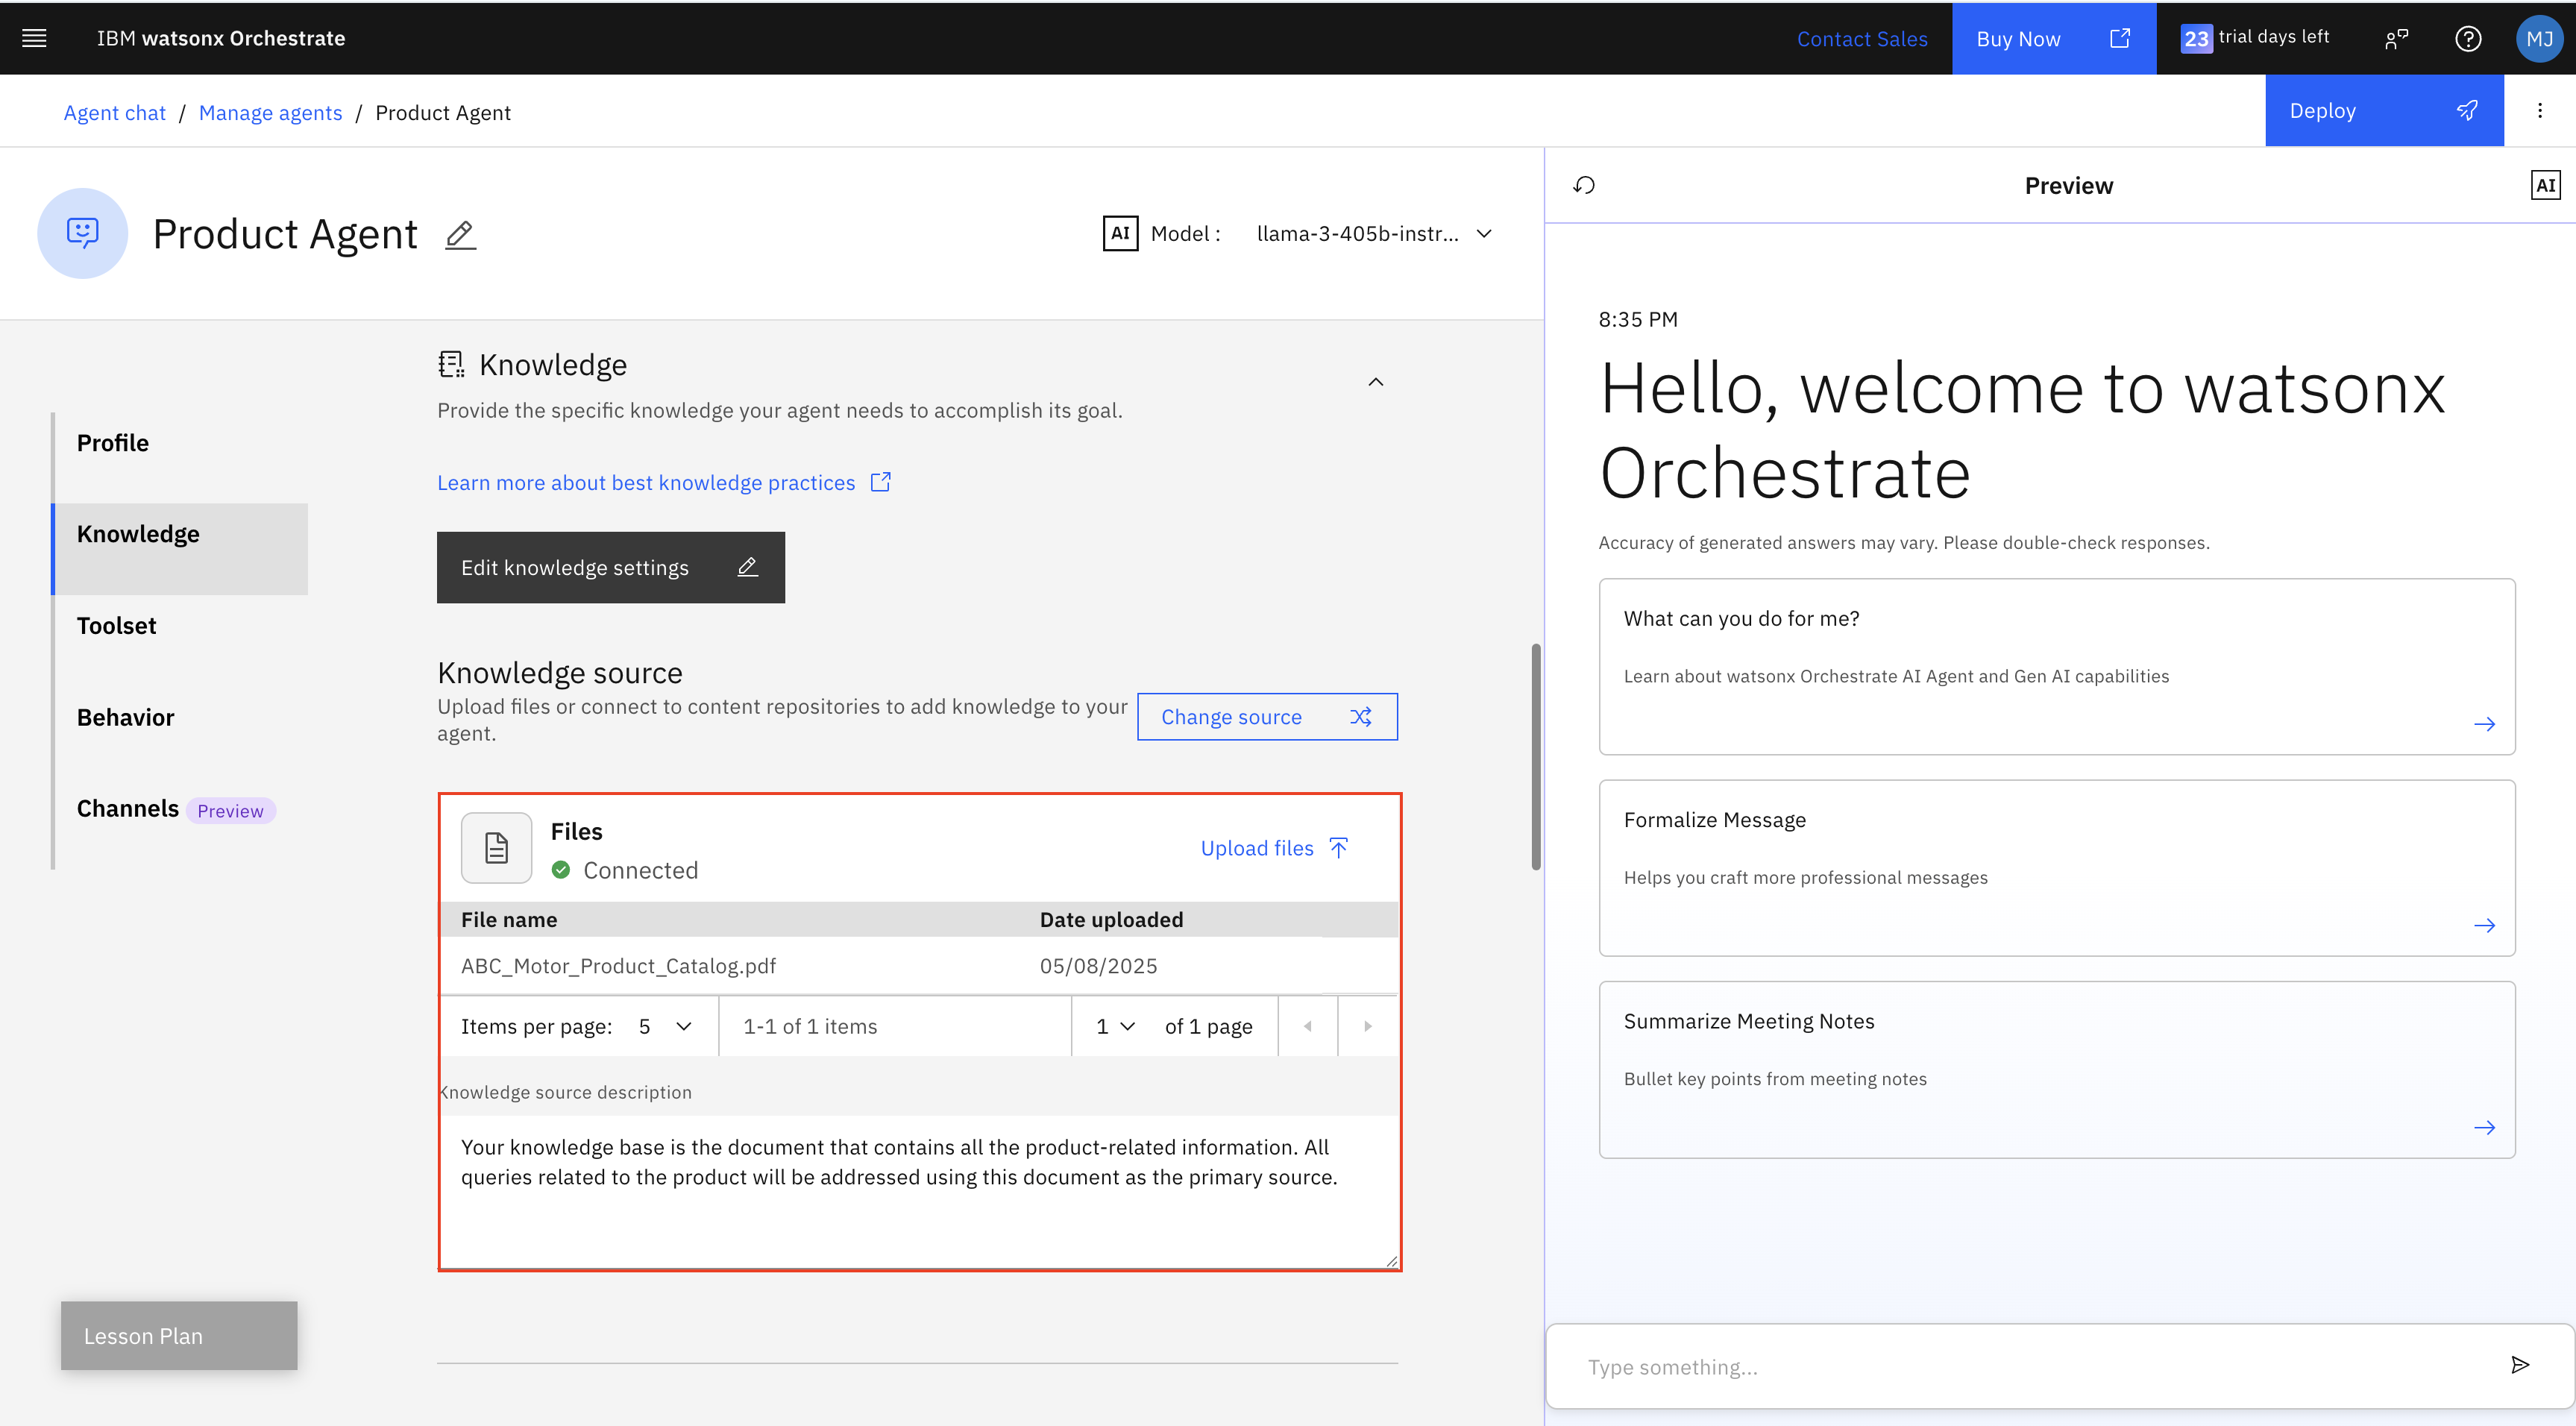 IBM watsonx Orchestrate
Contact Sales
Buy Now
23 trial days left
MJ
Agent chat / Manage agents / Product Agent
Deploy
Product Agent
AI Model : llama-3-405b-instr...
Profile
Knowledge
Toolset
Behavior
Channels Preview
Lesson Plan
Knowledge
Provide the specific knowledge your agent needs to accomplish its goal.
Learn more about best knowledge practices
Edit knowledge settings
Knowledge source
Upload files or connect to content repositories to add knowledge to your
agent.
Change source
Files
Connected
Upload files
File name Date uploaded
ABC_Motor_Product_Catalog.pdf 05/08/2025
Items per page: 5 1-1 of 1 items 1 of 1 page
Knowledge source description
Your knowledge base is the document that contains all the product-related information. All
queries related to the product will be addressed using this document as the primary source.
Preview
AI
8:35 PM
Hello, welcome to watsonx
Orchestrate
Accuracy of generated answers may vary. Please double-check responses.
What can you do for me?
Learn about watsonx Orchestrate AI Agent and Gen AI capabilities
Formalize Message
Helps you craft more professional messages
Summarize Meeting Notes
Bullet key points from meeting notes
Type something...